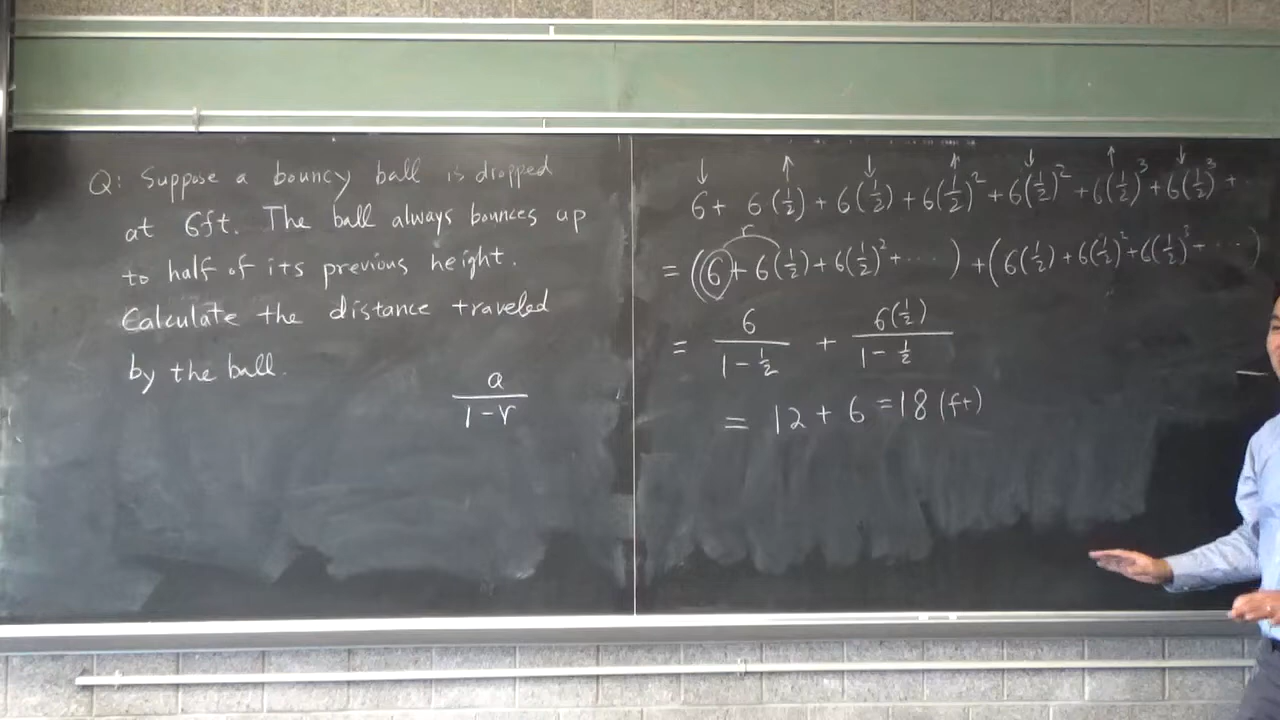 Q: Suppose a bouncy ball is dropped
at 6ft. The ball always bounces up
to half of its previous height.
Calculate the distance traveled
by the ball.
a
1-r
↓ ↑ ↓ ↑ ↓ ↑ ↓
6 + 6(1/2) + 6(1/2) + 6(1/2)² + 6(1/2)² + 6(1/2)³ + 6(1/2)³ + ...
r
= (6 + 6(1/2) + 6(1/2)² + ...) + (6(1/2) + 6(1/2)² + 6(1/2)³ + ...)
= 6/(1-1/2) + 6(1/2)/(1-1/2)
= 12 + 6 = 18 (ft)